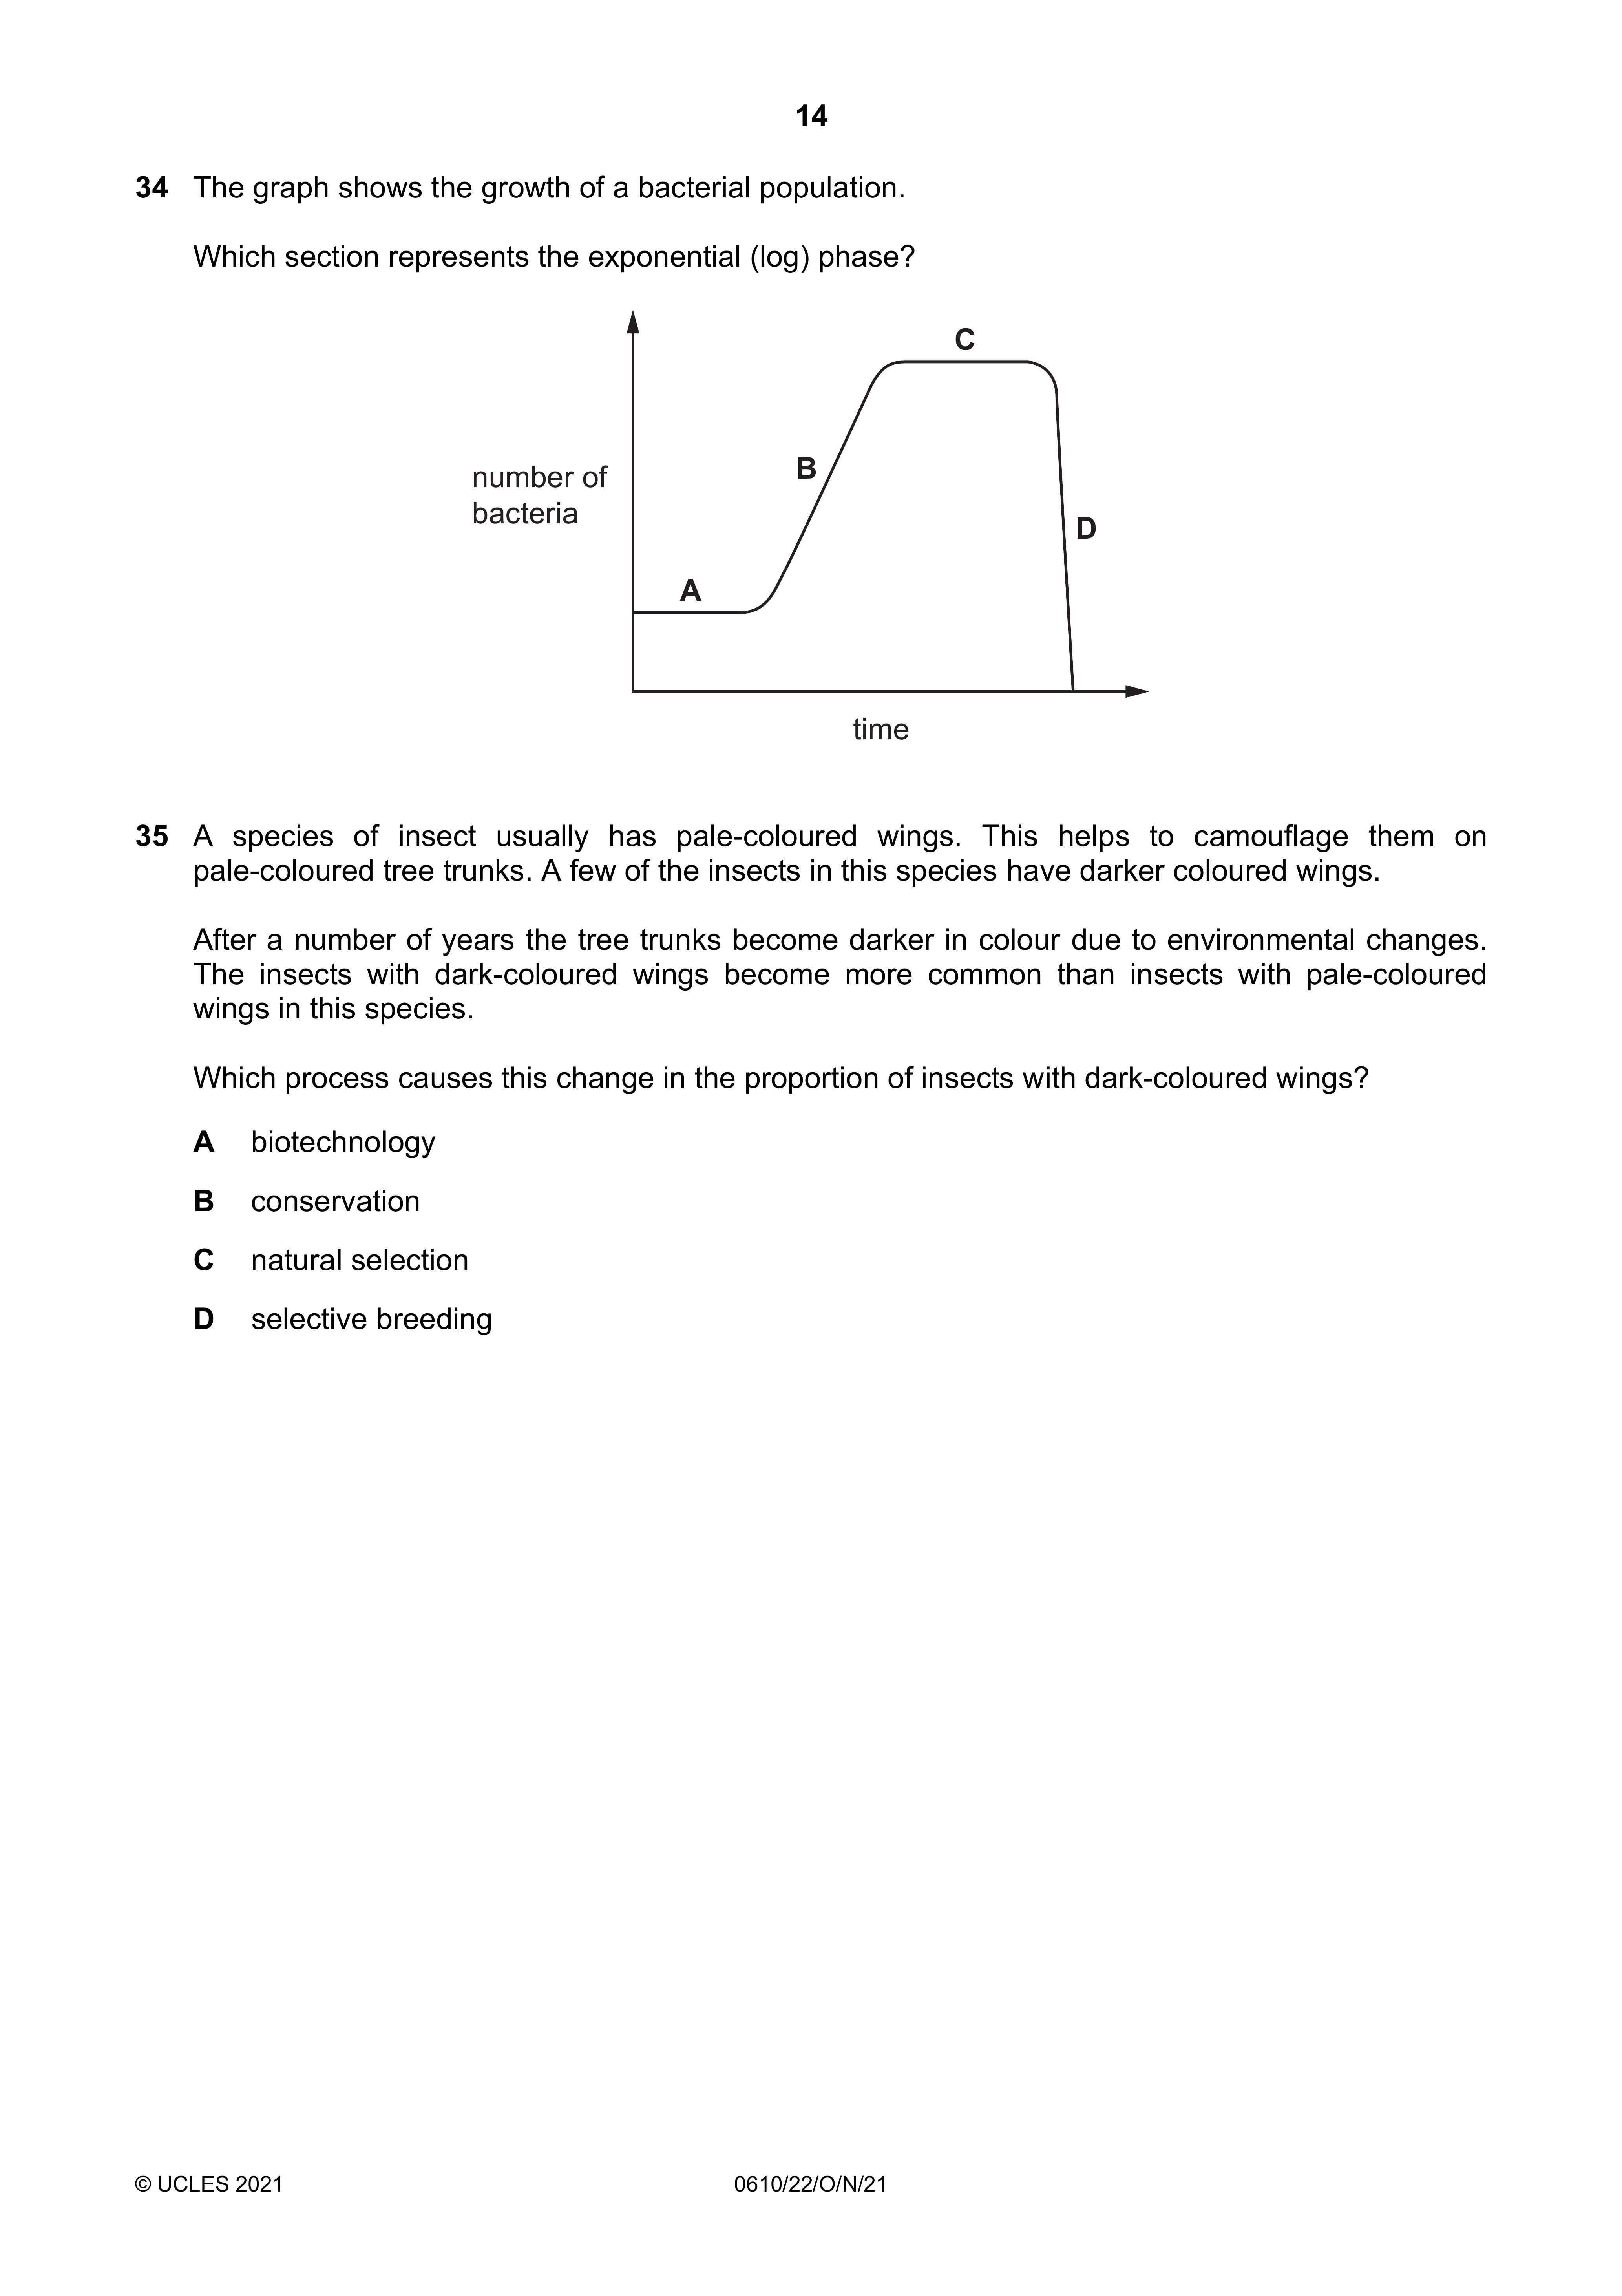 14
34 The graph shows the growth of a bacterial population.
Which section represents the exponential (log) phase?
C
B
number of
bacteria
D
A
time
35 A species of insect usually has pale-coloured wings. This helps to camouflage them on
pale-coloured tree trunks. A few of the insects in this species have darker coloured wings.
After a number of years the tree trunks become darker in colour due to environmental changes.
The insects with dark-coloured wings become more common than insects with pale-coloured
wings in this species.
Which process causes this change in the proportion of insects with dark-coloured wings?
A biotechnology
B conservation
C natural selection
D selective breeding
© UCLES 2021 0610/22/O/N/21